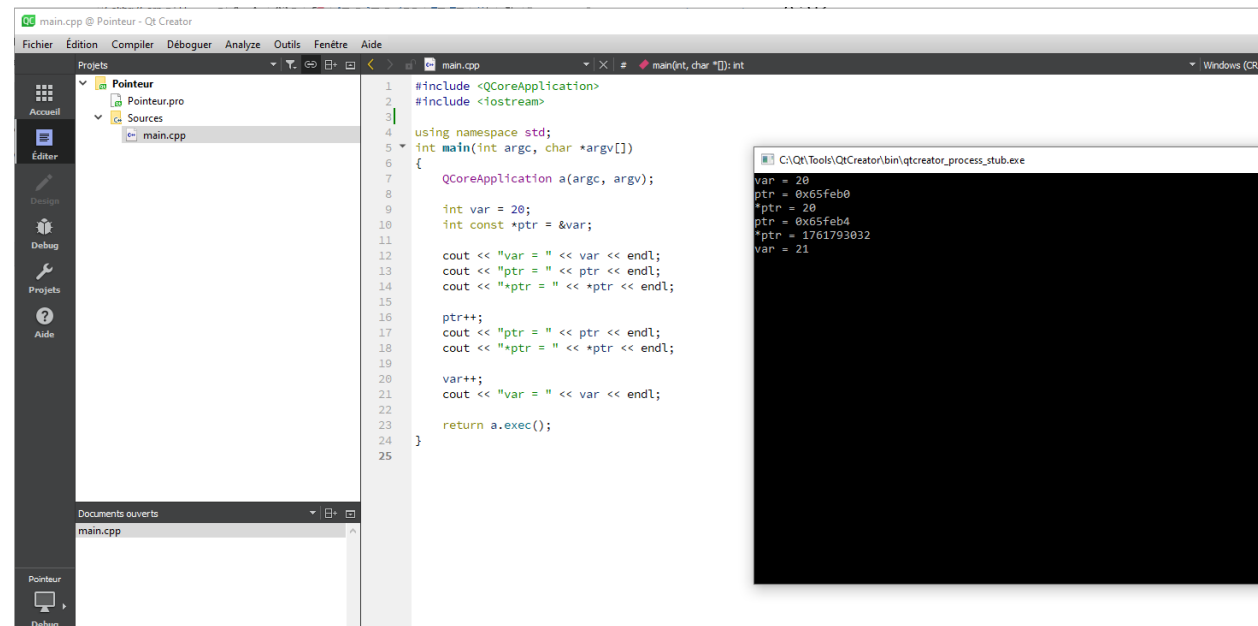 main.cpp @ Pointeur - Qt Creator
Fichier Édition Compiler Déboguer Analyze Outils Fenêtre Aide
Projets
main.cpp
# main(int, char *[]): int
Windows (CR
Accueil
Éditer
Design
Debug
Projets
Aide
Pointeur
Pointeur.pro
Sources
main.cpp
1 #include <QCoreApplication>
2 #include <iostream>
3
4 using namespace std;
5 int main(int argc, char *argv[])
6 {
7 QCoreApplication a(argc, argv);
8
9 int var = 20;
10 int const *ptr = &var;
11
12 cout << "var = " << var << endl;
13 cout << "ptr = " << ptr << endl;
14 cout << "*ptr = " << *ptr << endl;
15
16 ptr++;
17 cout << "ptr = " << ptr << endl;
18 cout << "*ptr = " << *ptr << endl;
19
20 var++;
21 cout << "var = " << var << endl;
22
23 return a.exec();
24 }
25
C:\Qt\Tools\QtCreator\bin\qtcreator_process_stub.exe
var = 20
ptr = 0x65feb0
*ptr = 20
ptr = 0x65feb4
*ptr = 1761793032
var = 21
Documents ouverts
main.cpp
Pointeur
Debug